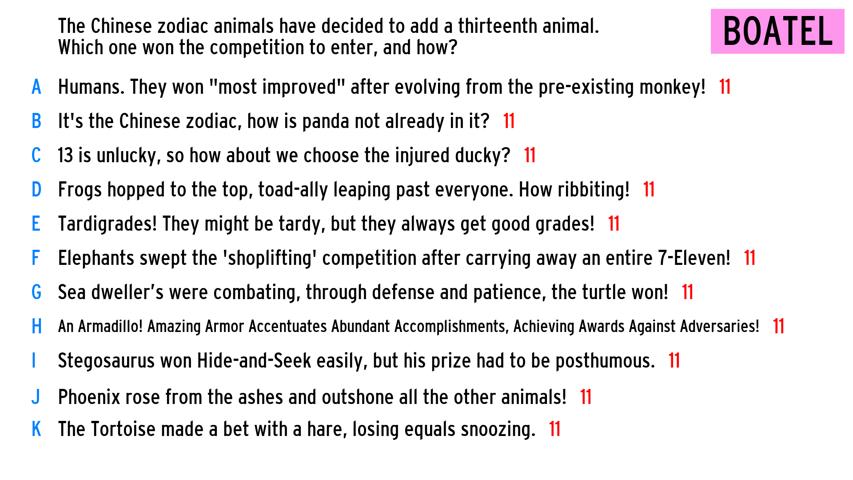 The Chinese zodiac animals have decided to add a thirteenth animal.
Which one won the competition to enter, and how?
BOATEL
A Humans. They won "most improved" after evolving from the pre-existing monkey! 11
B It's the Chinese zodiac, how is panda not already in it? 11
C 13 is unlucky, so how about we choose the injured ducky? 11
D Frogs hopped to the top, toad-ally leaping past everyone. How ribbiting! 11
E Tardigrades! They might be tardy, but they always get good grades! 11
F Elephants swept the 'shoplifting' competition after carrying away an entire 7-Eleven! 11
G Sea dweller’s were combating, through defense and patience, the turtle won! 11
H An Armadillo! Amazing Armor Accentuates Abundant Accomplishments, Achieving Awards Against Adversaries! 11
I Stegosaurus won Hide-and-Seek easily, but his prize had to be posthumous. 11
J Phoenix rose from the ashes and outshone all the other animals! 11
K The Tortoise made a bet with a hare, losing equals snoozing. 11